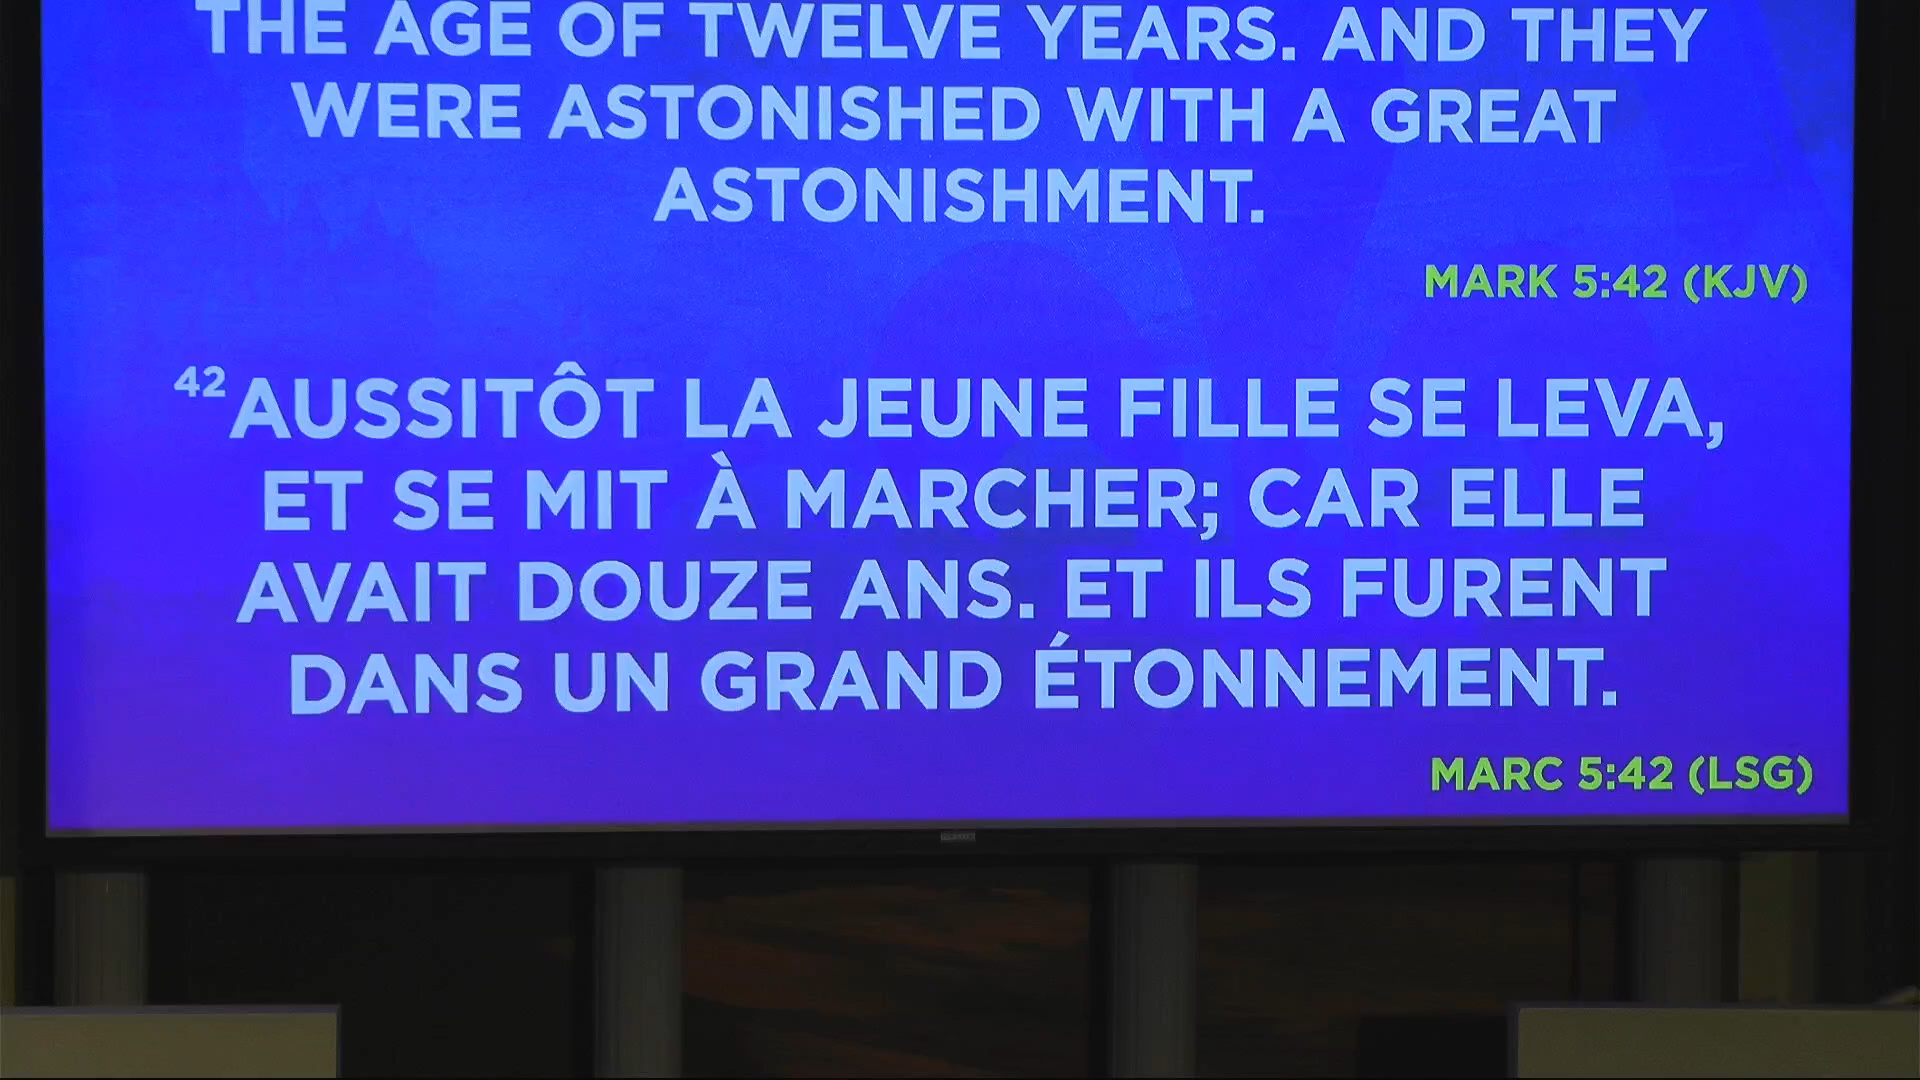 THE AGE OF TWELVE YEARS. AND THEY
WERE ASTONISHED WITH A GREAT
ASTONISHMENT.
MARK 5:42 (KJV)
42 AUSSITÔT LA JEUNE FILLE SE LEVA,
ET SE MIT À MARCHER; CAR ELLE
AVAIT DOUZE ANS. ET ILS FURENT
DANS UN GRAND ÉTONNEMENT.
MARC 5:42 (LSG)